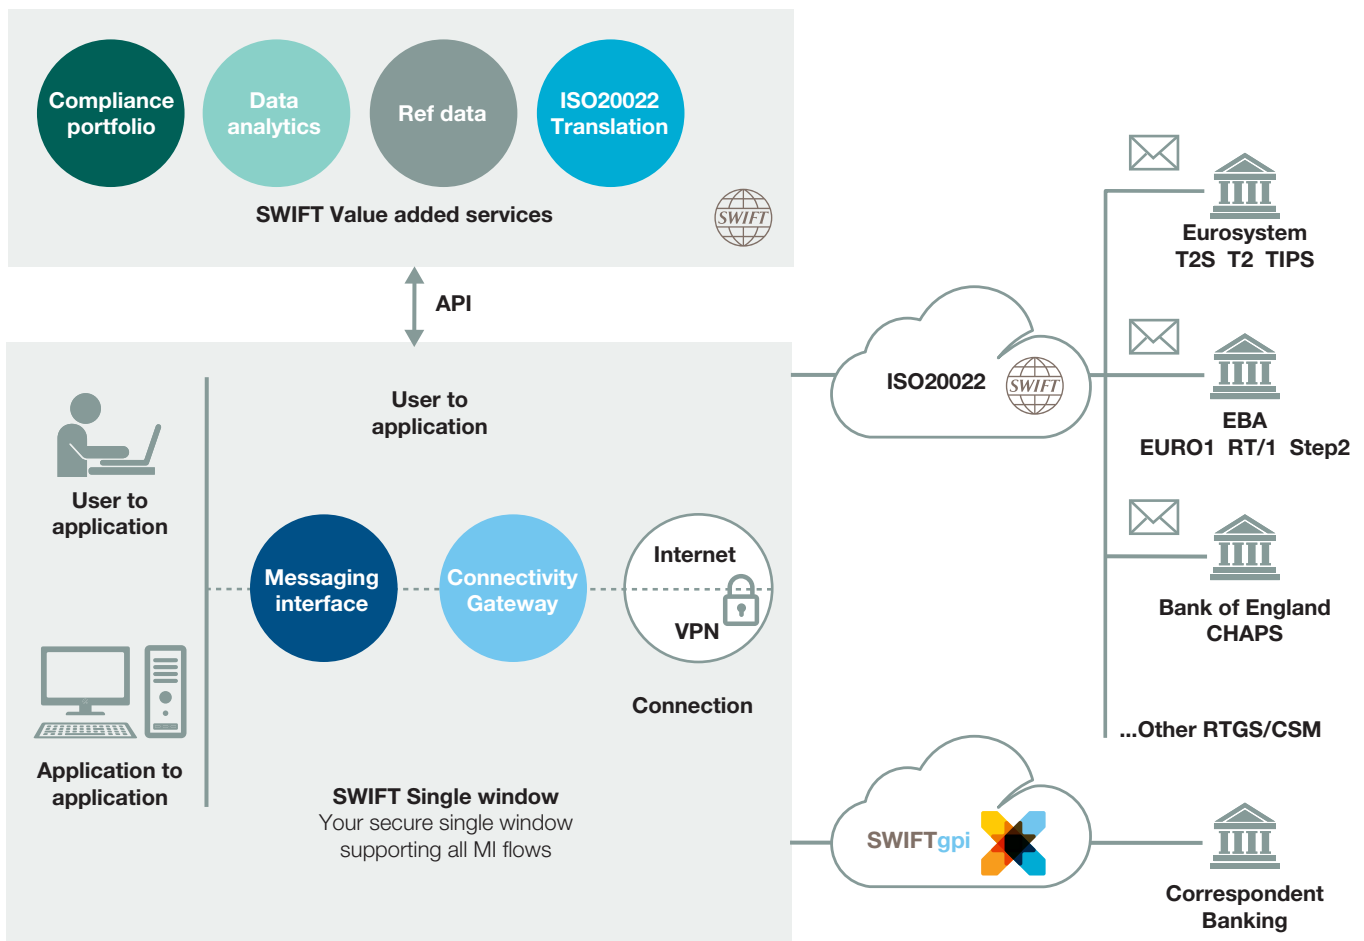 Compliance
portfolio
Data
analytics
Ref data
ISO20022
Translation
SWIFT Value added services
SWIFT
API
User to
application
User to
application
Messaging
interface
Connectivity
Gateway
Internet
VPN
Connection
Application to
application
SWIFT Single window
Your secure single window
supporting all MI flows
ISO20022
SWIFT
Eurosystem
T2S T2 TIPS
EBA
EURO1 RT/1 Step2
Bank of England
CHAPS
...Other RTGS/CSM
SWIFTgpi
Correspondent
Banking